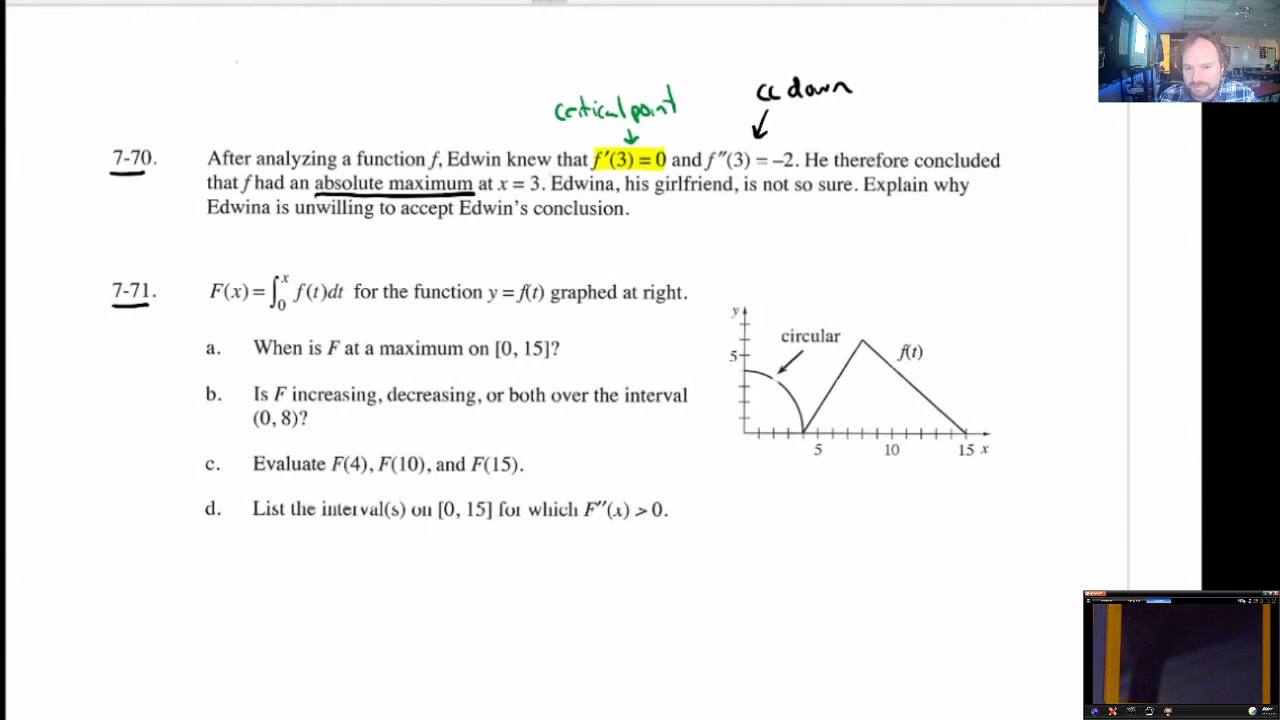 critical point
cc down
7-70. After analyzing a function f, Edwin knew that f′(3) = 0 and f″(3) = –2. He therefore concluded
that f had an absolute maximum at x = 3. Edwina, his girlfriend, is not so sure. Explain why
Edwina is unwilling to accept Edwin's conclusion.
7-71. F(x) = ∫₀ˣ f(t)dt for the function y = f(t) graphed at right.
a. When is F at a maximum on [0, 15]?
b. Is F increasing, decreasing, or both over the interval
(0, 8)?
c. Evaluate F(4), F(10), and F(15).
d. List the interval(s) on [0, 15] for which F″(x) > 0.
y
circular
f(t)
5
5 10 15 x